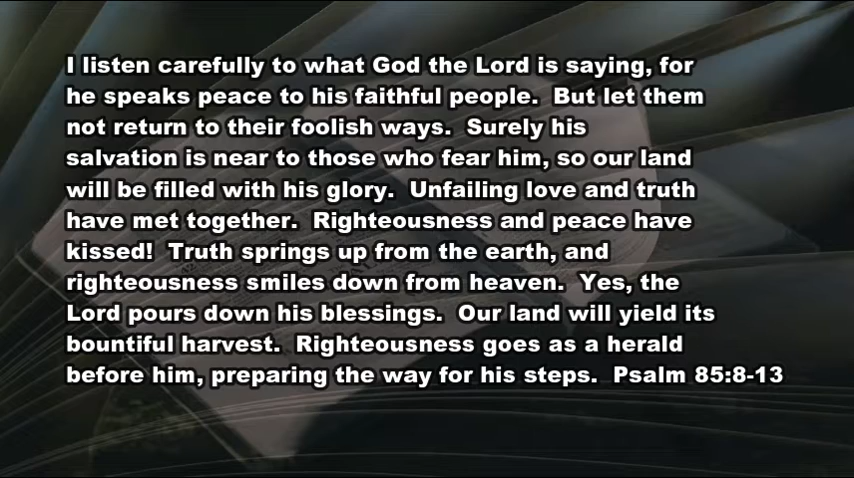 I listen carefully to what God the Lord is saying, for
he speaks peace to his faithful people.  But let them
not return to their foolish ways.  Surely his
salvation is near to those who fear him, so our land
will be filled with his glory.  Unfailing love and truth
have met together.  Righteousness and peace have
kissed!  Truth springs up from the earth, and
righteousness smiles down from heaven.  Yes, the
Lord pours down his blessings.  Our land will yield its
bountiful harvest.  Righteousness goes as a herald
before him, preparing the way for his steps.  Psalm 85:8-13